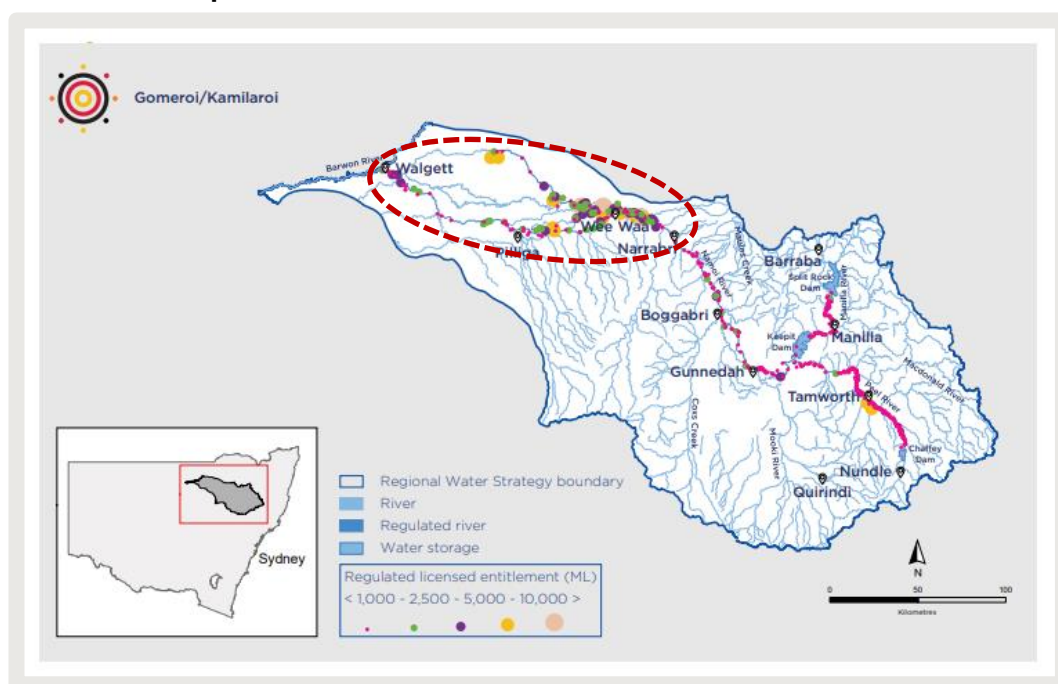 Gomeroi/Kamilaroi
Barwon River
Walgett
Wee Waa
Pilliga
Narrabri
Namoi River
Maules Creek
Barraba
Split Rock
Dam
Manilla River
Boggabri
Keepit
Dam
Manilla
Gunnedah
Macdonald River
Tamworth
Peel River
Coxs Creek
Mooki River
Chaffey
Dam
Nundle
Quirindi
Sydney
Regional Water Strategy boundary
River
Regulated river
Water storage
Regulated licensed entitlement (ML)
< 1,000 - 2,500 - 5,000 - 10,000 >
N
0 50 100
Kilometres